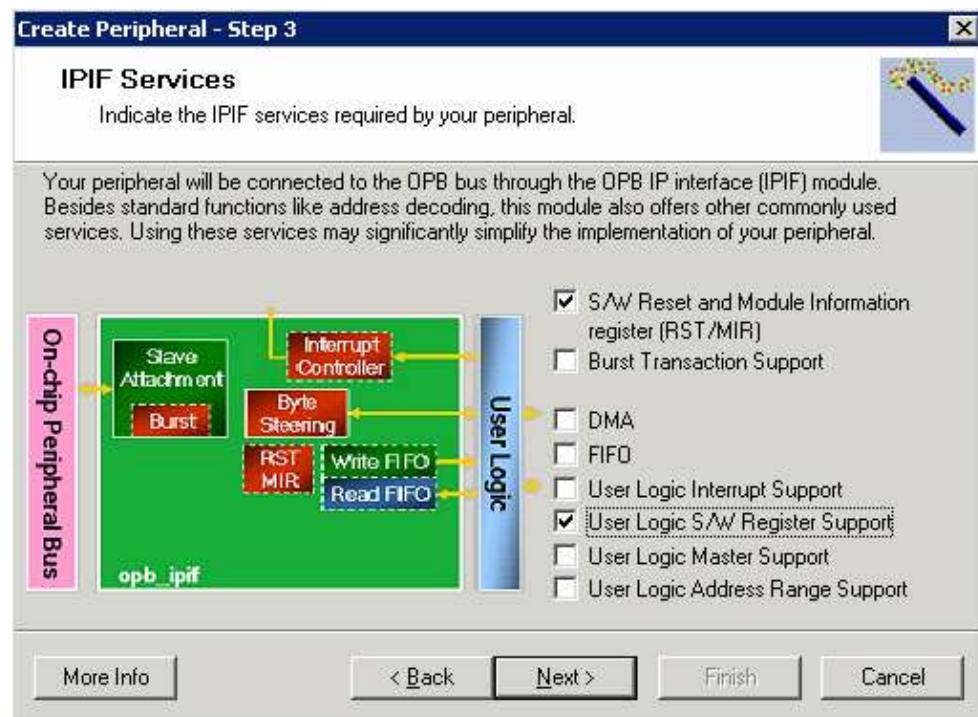 Create Peripheral - Step 3
IPIF Services
Indicate the IPIF services required by your peripheral.
Your peripheral will be connected to the OPB bus through the OPB IP interface (IPIF) module.
Besides standard functions like address decoding, this module also offers other commonly used
services. Using these services may significantly simplify the implementation of your peripheral.
On-chip Peripheral Bus
Slave
Attachment
Burst
Interrupt
Controller
Byte
Steering
RST
MIR
Write FIFO
Read FIFO
opb_ipif
User Logic
S/W Reset and Module Information
register (RST/MIR)
Burst Transaction Support
DMA
FIFO
User Logic Interrupt Support
User Logic S/W Register Support
User Logic Master Support
User Logic Address Range Support
More Info
< Back
Next >
Finish
Cancel